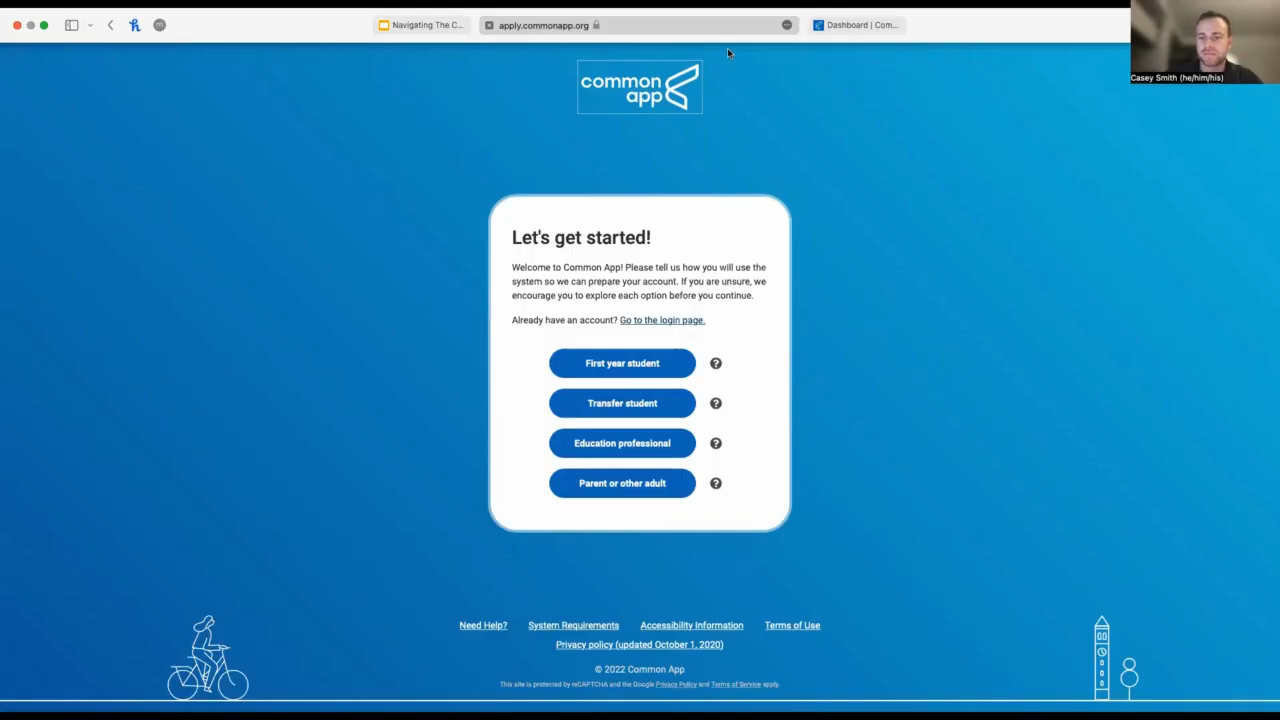 Navigating The C...
apply.commonapp.org
Dashboard | Com...
Casey Smith (he/him/his)
common
app
Let's get started!
Welcome to Common App! Please tell us how you will use the
system so we can prepare your account. If you are unsure, we
encourage you to explore each option before you continue.
Already have an account? Go to the login page.
First year student
Transfer student
Education professional
Parent or other adult
Need Help? System Requirements Accessibility Information Terms of Use
Privacy policy (updated October 1, 2020)
© 2022 Common App
This site is protected by reCAPTCHA and the Google Privacy Policy and Terms of Service apply.